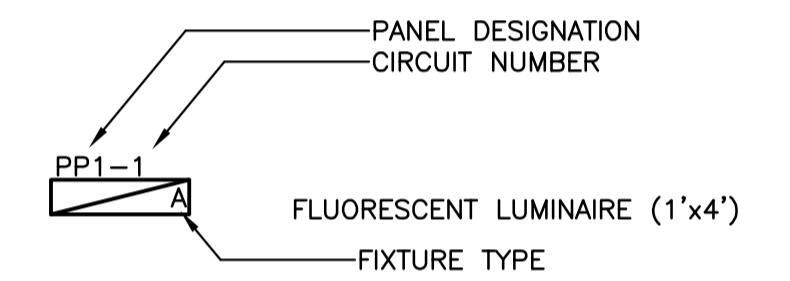 PANEL DESIGNATION
CIRCUIT NUMBER
PP1-1
A
FLUORESCENT LUMINAIRE (1'x4')
FIXTURE TYPE